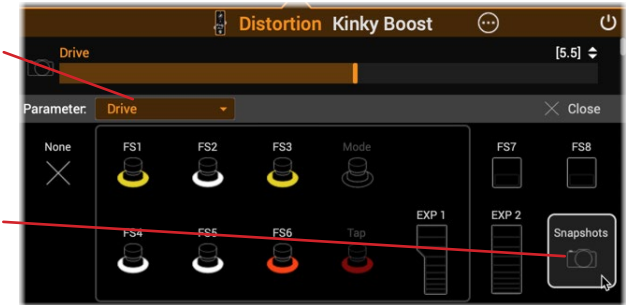 Distortion Kinky Boost
Drive [5.5]
Parameter: Drive Close
None FS1 FS2 FS3 Mode FS7 FS8
EXP 1 EXP 2 Snapshots
FS4 FS5 FS6 Tap